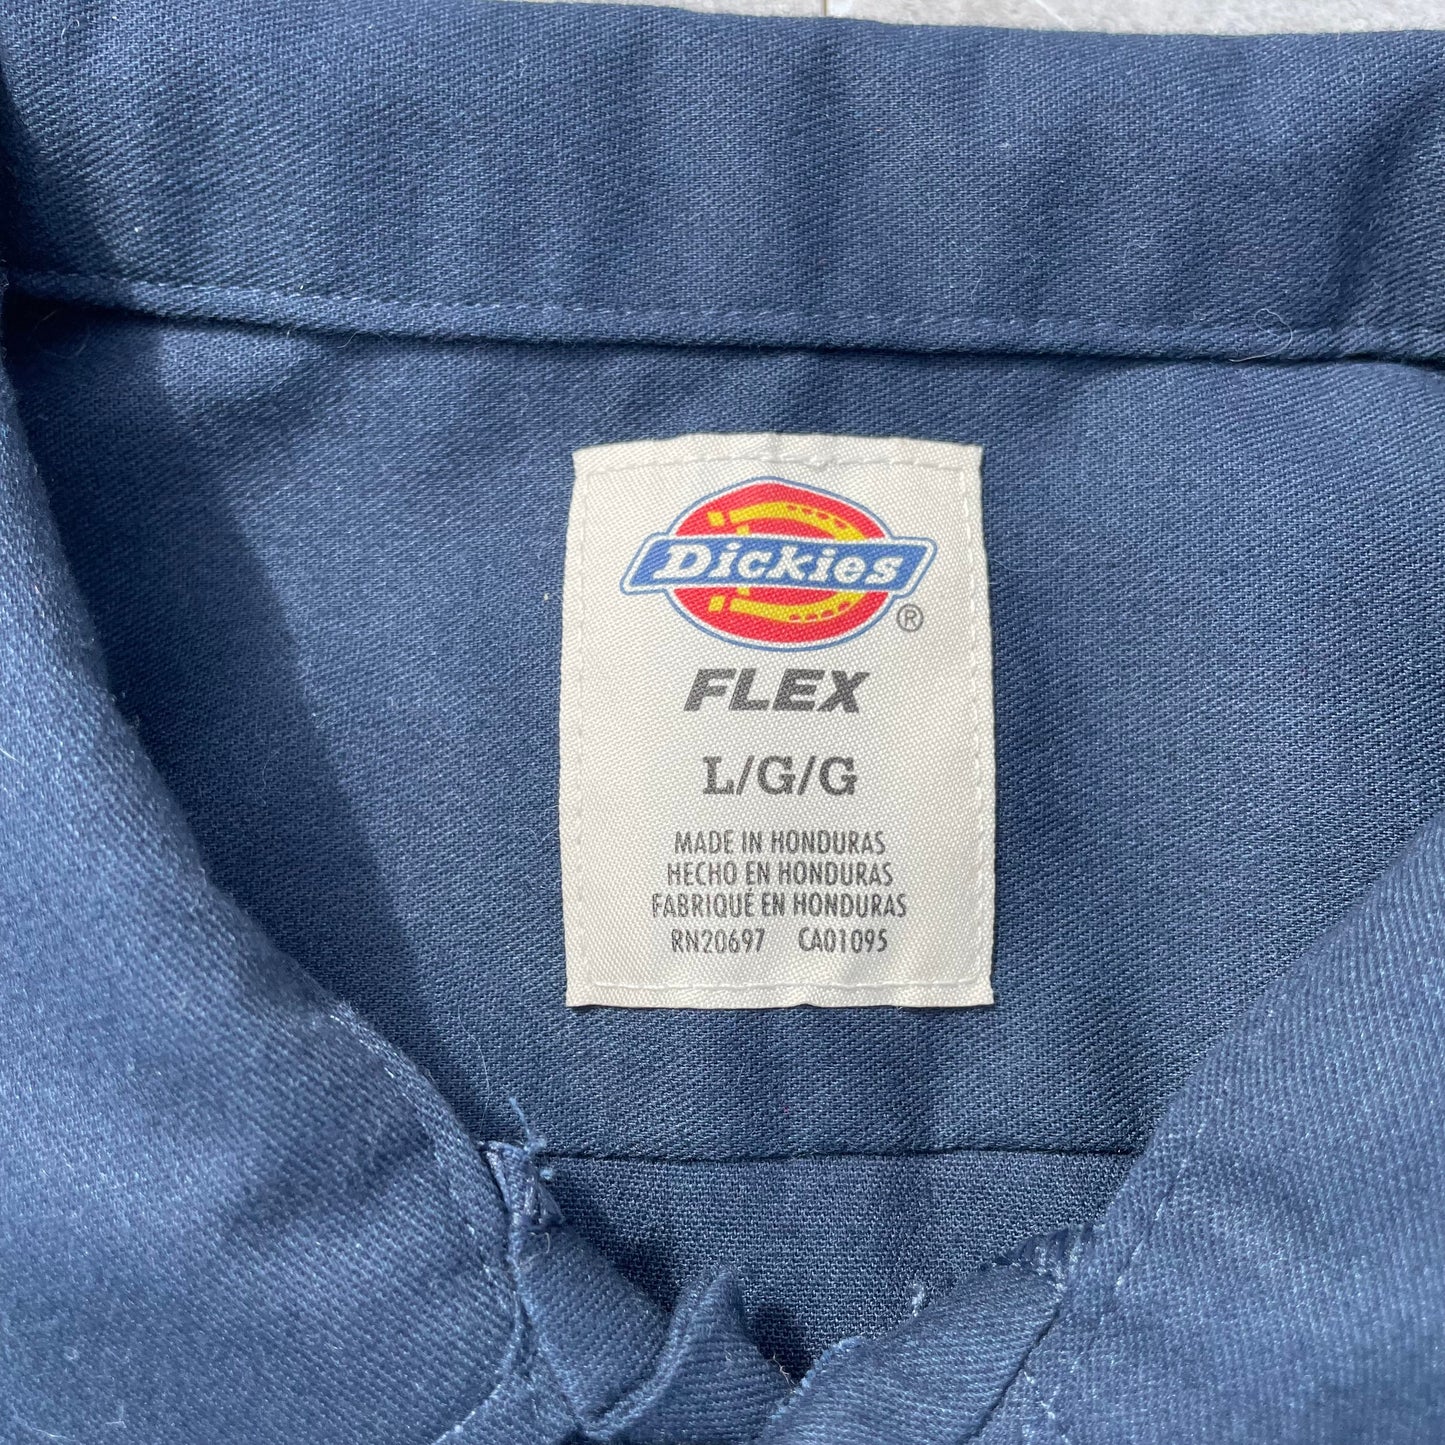 Dickies®
FLEX
L/G/G
MADE IN HONDURAS
HECHO EN HONDURAS
FABRIQUÉ EN HONDURAS
RN20697 CA01095